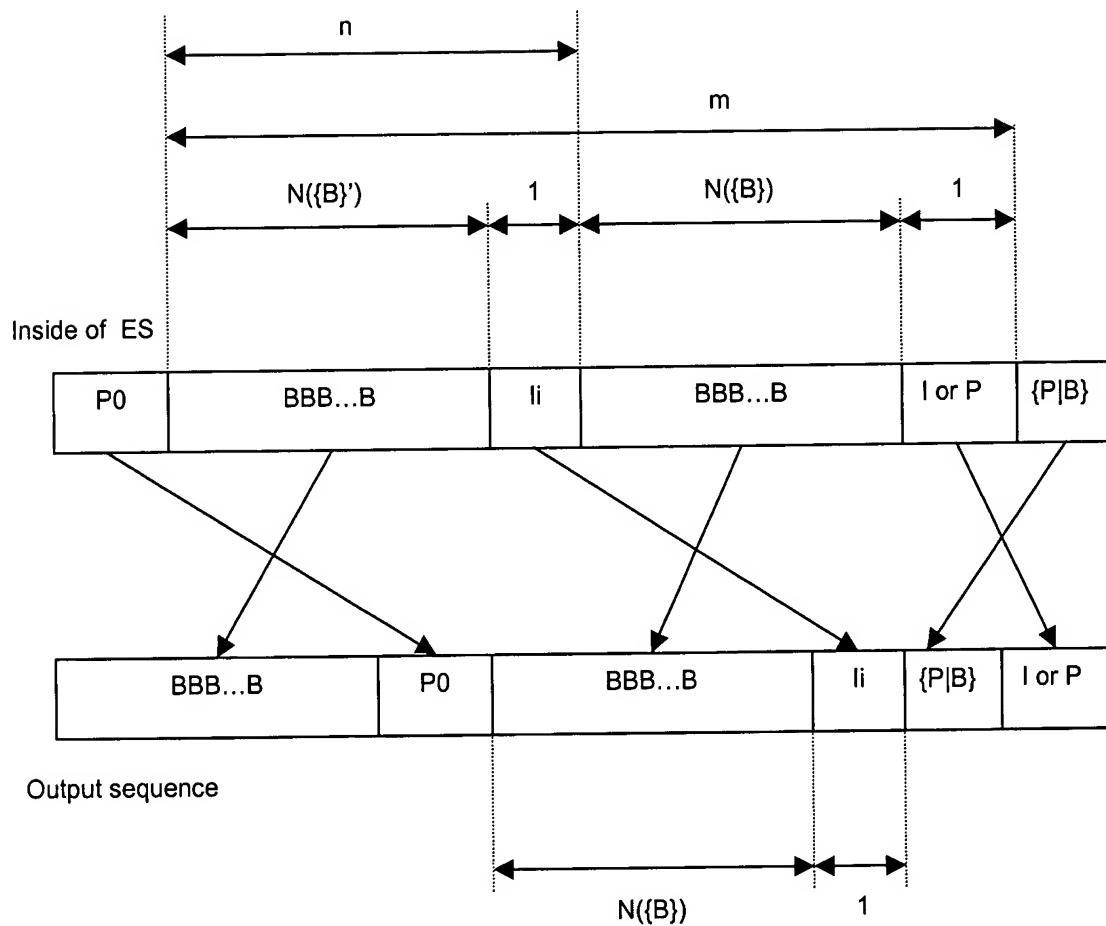 n
m
N({B}') 1 N({B}) 1
Inside of ES
P0 BBB...B Ii BBB...B I or P {P|B}
BBB...B P0 BBB...B Ii {P|B} I or P
Output sequence
N({B}) 1